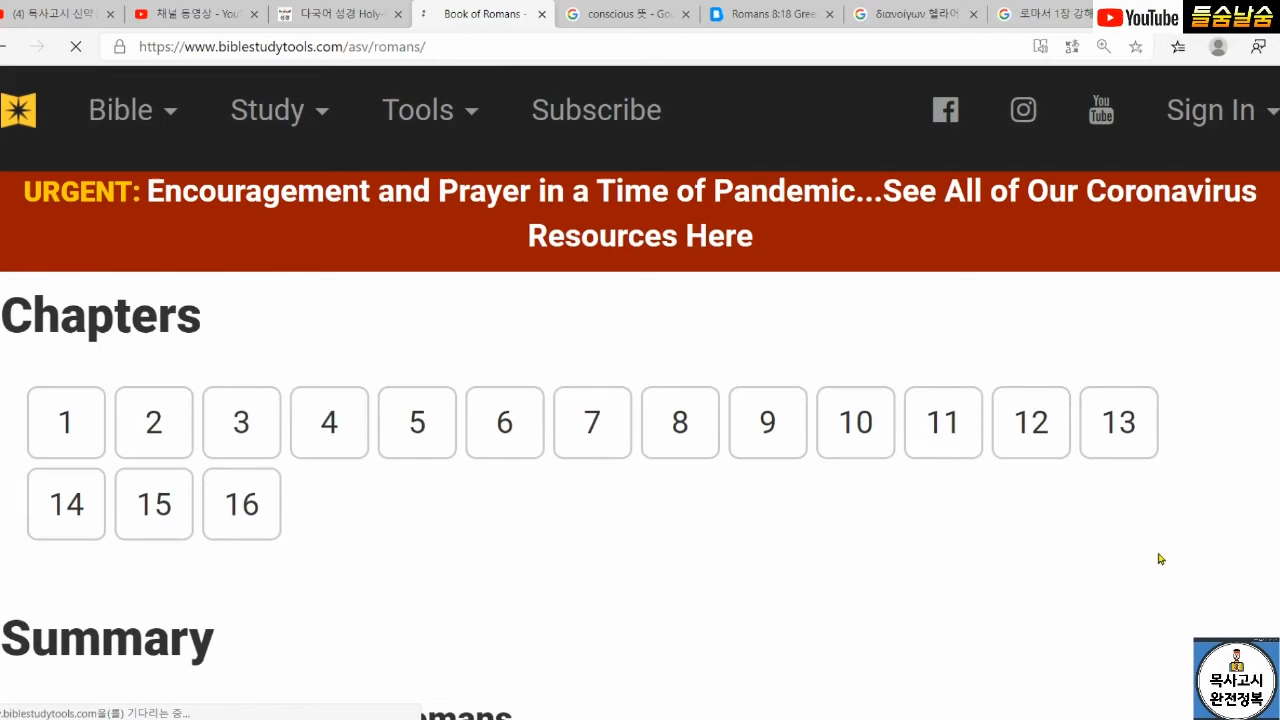 (4) 목사고시 신약
채널 동영상 - You
다국어 성경 Holy-
Book of Romans -
conscious 뜻 - Go
Romans 8:18 Gre
διανοίγων 헬라어
로마서 1장 강해
YouTube
들숨날숨
https://www.biblestudytools.com/asv/romans/
Bible
Study
Tools
Subscribe
You
Tube
Sign In
URGENT: Encouragement and Prayer in a Time of Pandemic...See All of Our Coronavirus
Resources Here
Chapters
1 2 3 4 5 6 7 8 9 10 11 12 13
14 15 16
Summary
omans
.biblestudytools.com을(를) 기다리는 중...
목사고시
완전정복